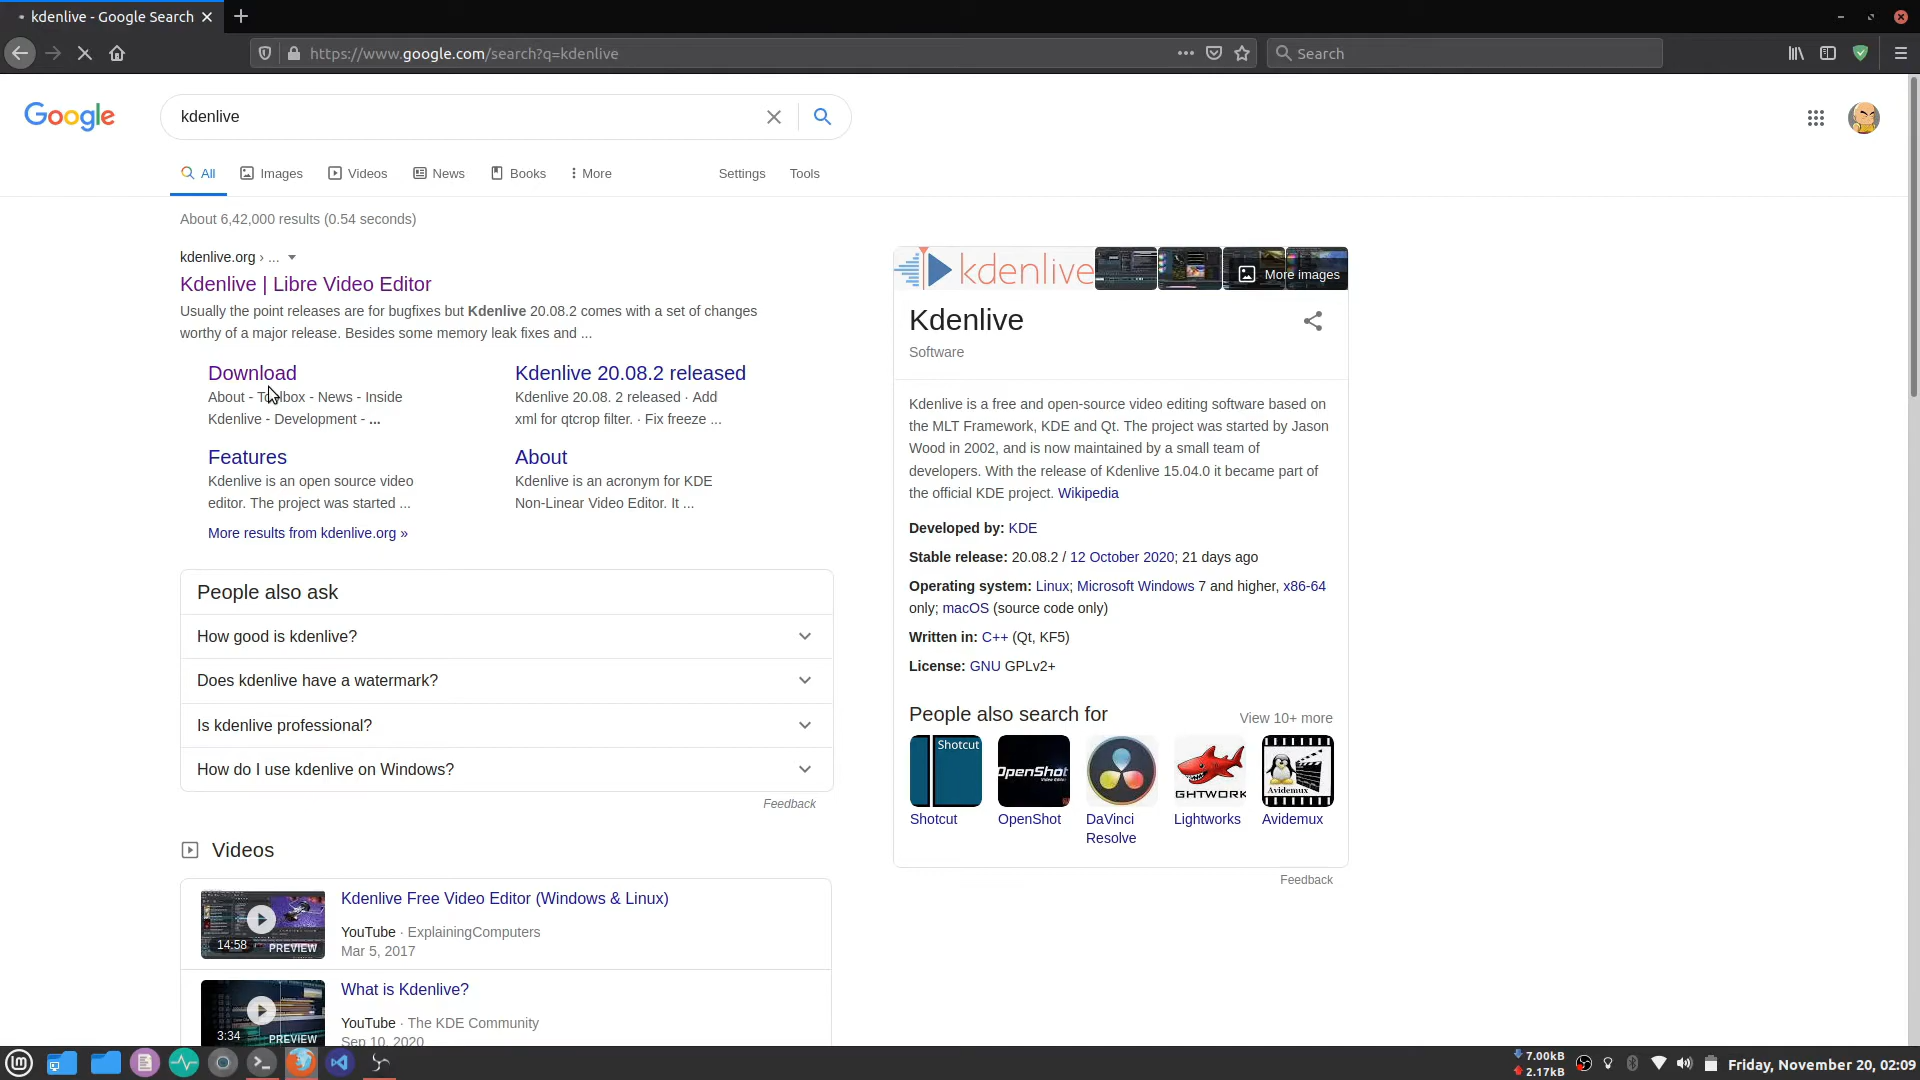 kdenlive - Google Search
https://www.google.com/search?q=kdenlive
Search
Google
kdenlive
All
Images
Videos
News
Books
More
Settings
Tools
About 6,42,000 results (0.54 seconds)
kdenlive.org › ...
Kdenlive | Libre Video Editor
Usually the point releases are for bugfixes but Kdenlive 20.08.2 comes with a set of changes
worthy of a major release. Besides some memory leak fixes and ...
Download
About - Toolbox - News - Inside
Kdenlive - Development - ...
Kdenlive 20.08.2 released
Kdenlive 20.08. 2 released · Add
xml for qtcrop filter. · Fix freeze ...
Features
Kdenlive is an open source video
editor. The project was started ...
About
Kdenlive is an acronym for KDE
Non-Linear Video Editor. It ...
More results from kdenlive.org »
People also ask
How good is kdenlive?
Does kdenlive have a watermark?
Is kdenlive professional?
How do I use kdenlive on Windows?
Feedback
Videos
14:58
PREVIEW
Kdenlive Free Video Editor (Windows & Linux)
YouTube · ExplainingComputers
Mar 5, 2017
3:34
PREVIEW
What is Kdenlive?
YouTube · The KDE Community
Sep 10, 2020
kdenlive
More images
Kdenlive
Software
Kdenlive is a free and open-source video editing software based on
the MLT Framework, KDE and Qt. The project was started by Jason
Wood in 2002, and is now maintained by a small team of
developers. With the release of Kdenlive 15.04.0 it became part of
the official KDE project. Wikipedia
Developed by: KDE
Stable release: 20.08.2 / 12 October 2020; 21 days ago
Operating system: Linux; Microsoft Windows 7 and higher, x86-64
only; macOS (source code only)
Written in: C++ (Qt, KF5)
License: GNU GPLv2+
People also search for
View 10+ more
Shotcut
OpenShot
GHTWORK
Avidemux
Shotcut
OpenShot
DaVinci
Resolve
Lightworks
Avidemux
Feedback
7.00kB
2.17kB
Friday, November 20, 02:09